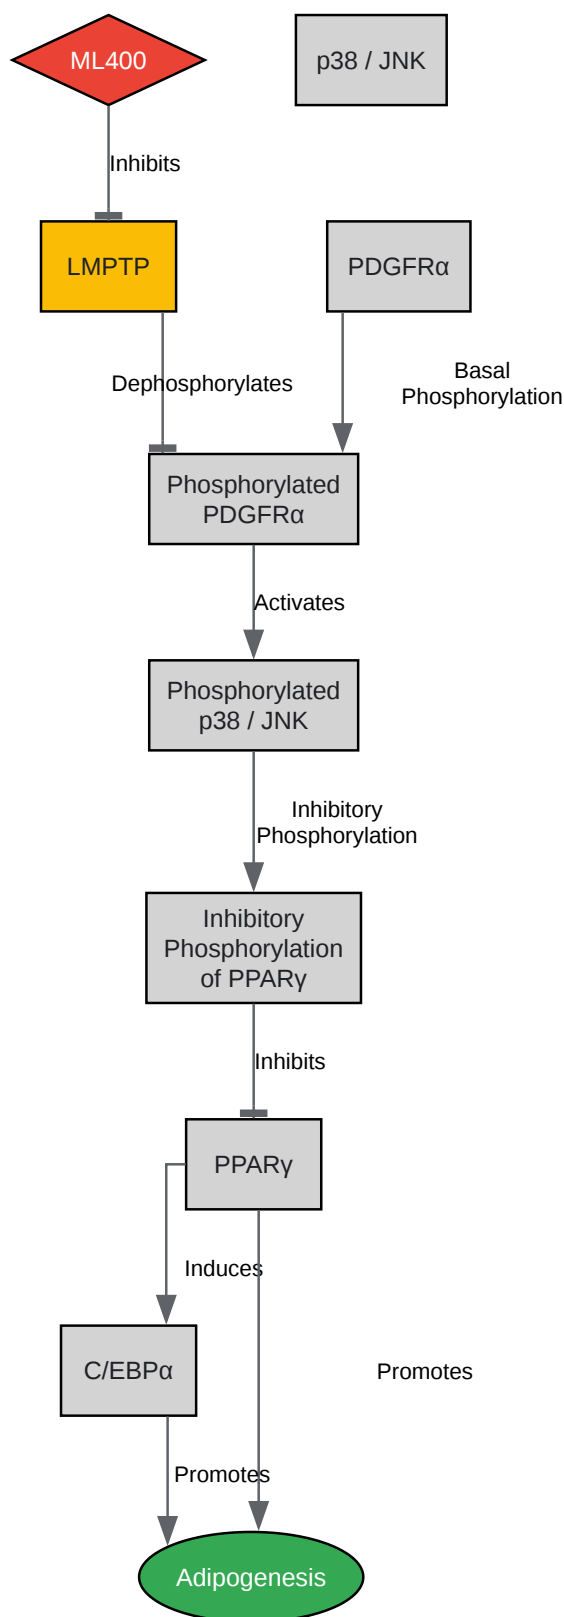 ML400
p38 / JNK
Inhibits
LMPTP
PDGFRα
Dephosphorylates
Basal
Phosphorylation
Phosphorylated
PDGFRα
Activates
Phosphorylated
p38 / JNK
Inhibitory
Phosphorylation
Inhibitory
Phosphorylation
of PPARγ
Inhibits
PPARγ
Induces
C/EBPα
Promotes
Promotes
Adipogenesis